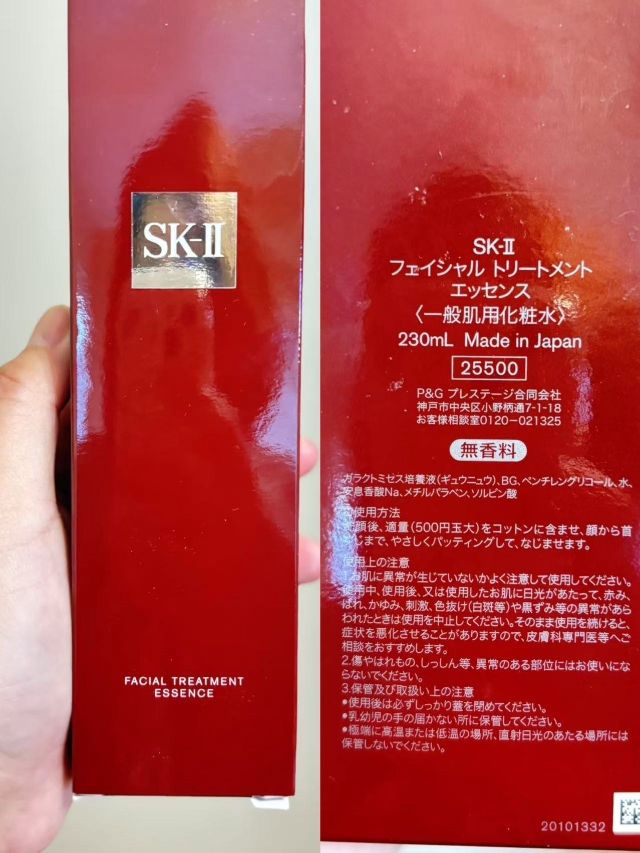 SK-II
FACIAL TREATMENT
ESSENCE
SK-II
フェイシャル トリートメント
エッセンス
〈一般肌用化粧水〉
230mL Made in Japan
25500
P&G プレステージ合同会社
神戸市中央区小野柄通7-1-18
お客様相談室0120-021325
無香料
ガラクトミセス培養液(ギュウニュウ)、BG、ペンチレングリコール、水、
安息香酸Na、メチルパラベン、ソルビン酸
使用方法
洗顔後、適量(500円玉大)をコットンに含ませ、顔から首
すじまで、やさしくパッティングして、なじませます。
使用上の注意
1.お肌に異常が生じていないかよく注意して使用してください。
使用中、使用後、又は使用したお肌に日光があたって、赤み、
はれ、かゆみ、刺激、色抜け(白斑等)や黒ずみ等の異常があら
われたときは使用を中止してください。そのまま使用を続けると、
症状を悪化させることがありますので、皮膚科専門医等へご
相談をおすすめします。
2.傷やはれもの、しっしん等、異常のある部位にはお使いにな
らないでください。
3.保管及び取扱い上の注意
●使用後は必ずしっかり蓋を閉めてください。
●乳幼児の手の届かない所に保管してください。
●極端に高温または低温の場所、直射日光のあたる場所には
保管しないでください。
20101332